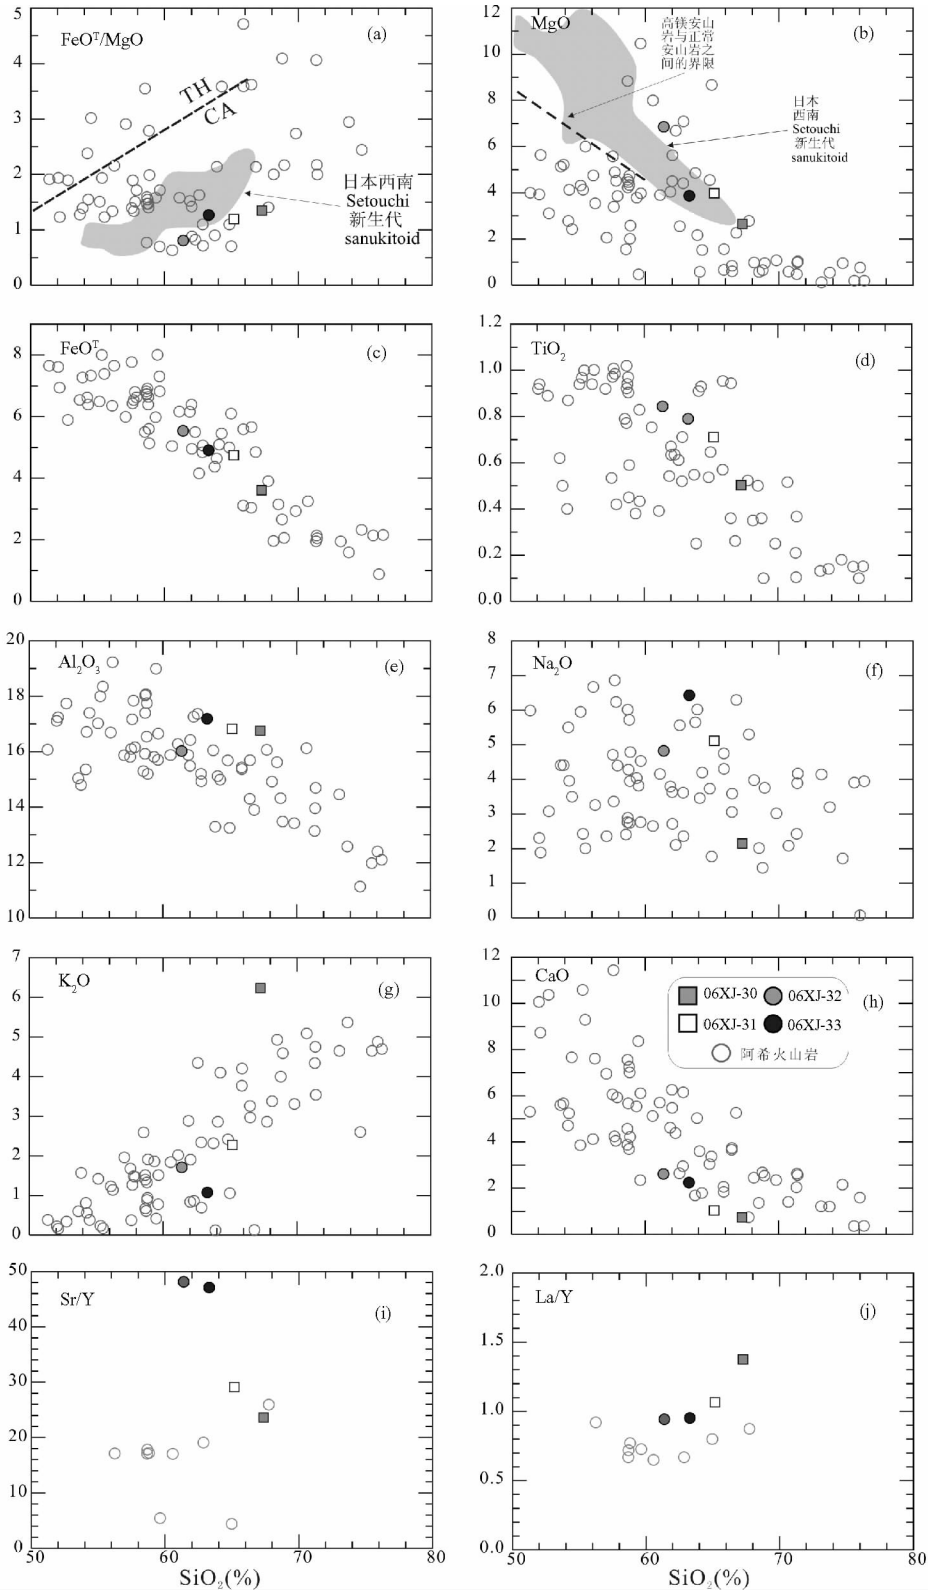 5
4
3
2
1
0
FeOᵀ/MgO
(a)
TH
CA
日本西南
Setouchi
新生代
sanukitoid
12
10
8
6
4
2
0
MgO
(b)
高镁安山
岩与正常
安山岩之
间的界限
日本
西南
Setouchi
新生代
sanukitoid
8
6
4
2
0
FeOᵀ
(c)
1.2
1.0
0.8
0.6
0.4
0.2
0.0
TiO₂
(d)
20
18
16
14
12
10
Al₂O₃
(e)
8
7
6
5
4
3
2
1
0
Na₂O
(f)
7
6
5
4
3
2
1
0
K₂O
(g)
12
10
8
6
4
2
0
CaO
(h)
06XJ-30 06XJ-32
06XJ-31 06XJ-33
阿希火山岩
50
40
30
20
10
0
Sr/Y
(i)
50 60 70 80
SiO₂(%)
2.0
1.5
1.0
0.5
0.0
La/Y
(j)
50 60 70 80
SiO₂(%)